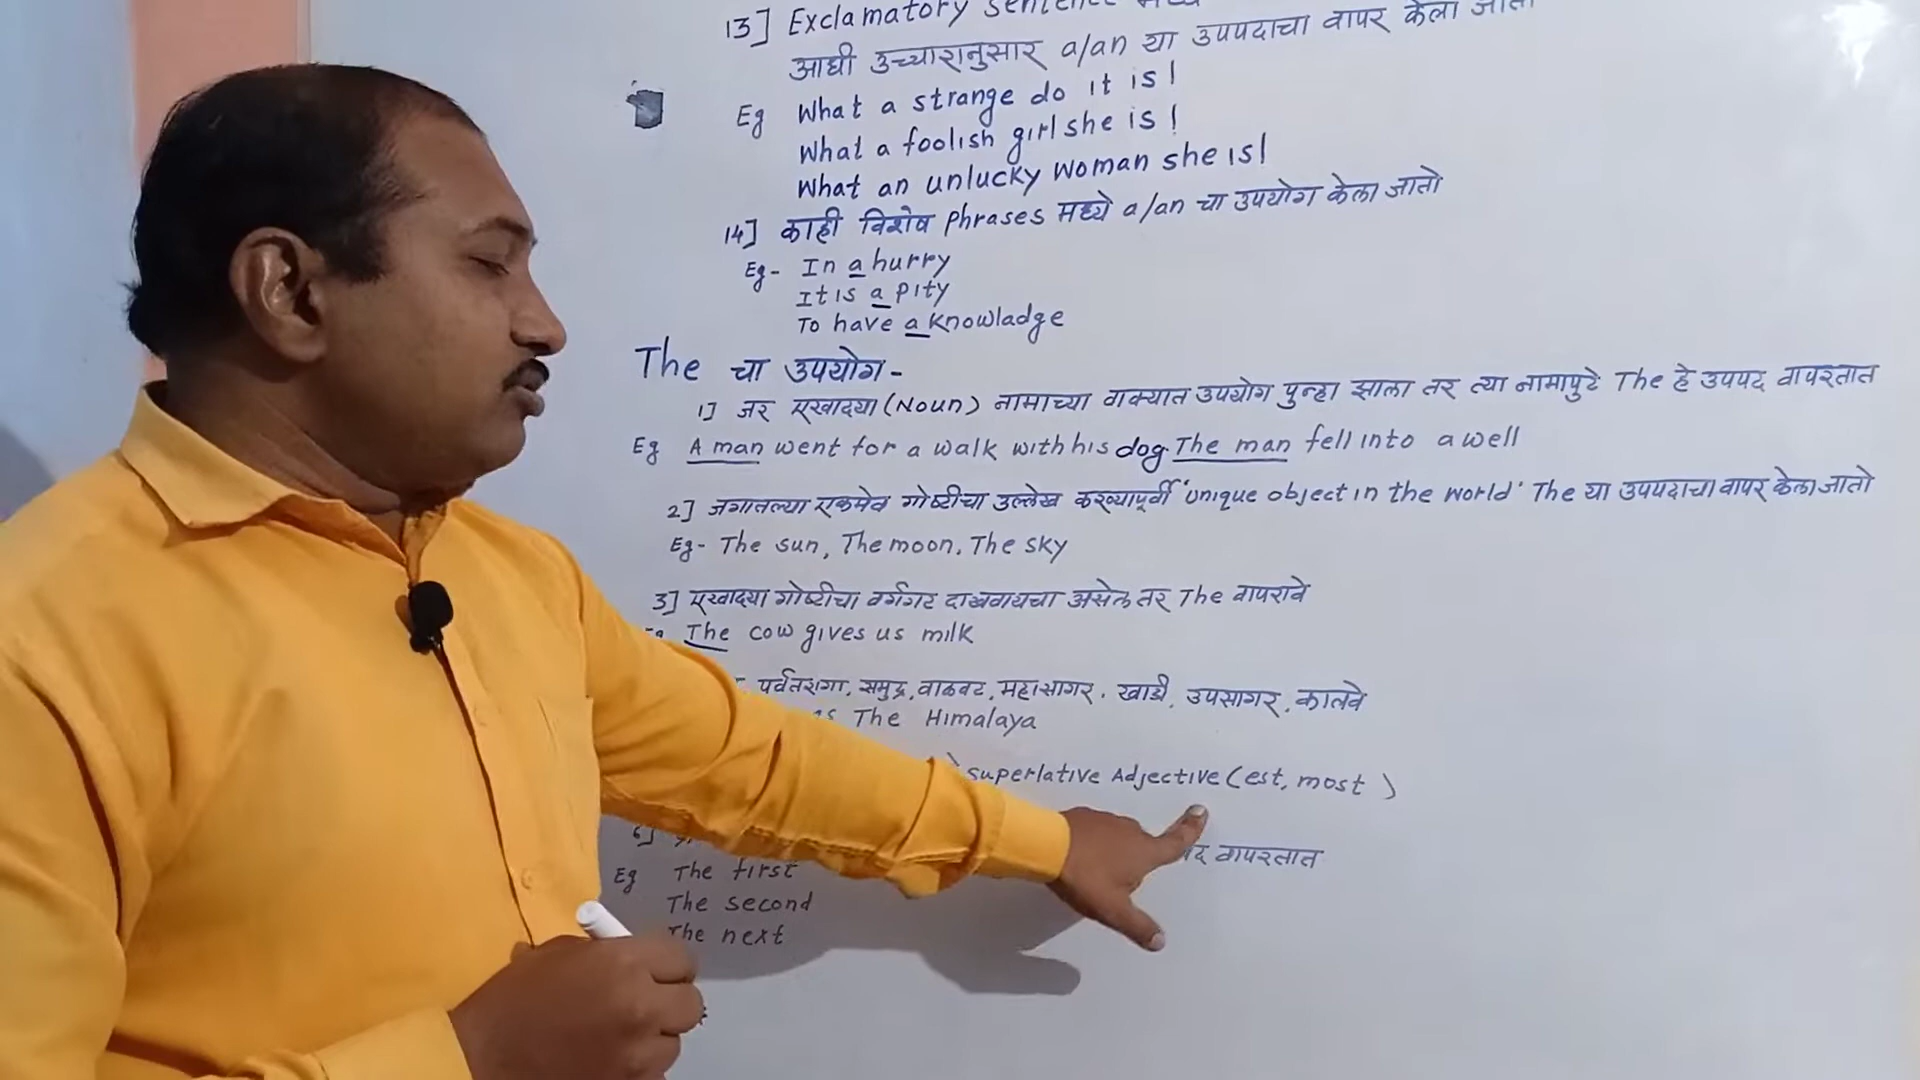 13] Exclamatory Sentence मध्ये
आधी उच्चारानुसार a/an या उपपदाचा वापर केला जातो
Eg What a strange do it is!
What a foolish girl she is!
What an unlucky woman she is!
14] काही विशेष phrases मध्ये a/an चा उपयोग केला जातो
Eg- In a hurry
It is a pity
To have a knowladge
The चा उपयोग-
1] जर एखादया (Noun) नामाच्या वाक्यात उपयोग पुन्हा झाला तर त्या नामापुढे The हे उपपद वापरतात
Eg A man went for a walk with his dog. The man fell into a well
2] जगातल्या एकमेव गोष्टीचा उल्लेख करण्यापूर्वी 'unique object in the world' The या उपपदाचा वापर केला जातो
Eg- The sun, The moon, The sky
3] एखादया गोष्टीचा वर्गगट दाखवायचा असेल तर The वापरावे
The cow gives us milk
पर्वतरांगा, समुद्र, वाळवंट, महासागर, खाडी, उपसागर, कालवे
The Himalaya
superlative Adjective (est, most )
6] वापरतात
Eg The first
The second
The next